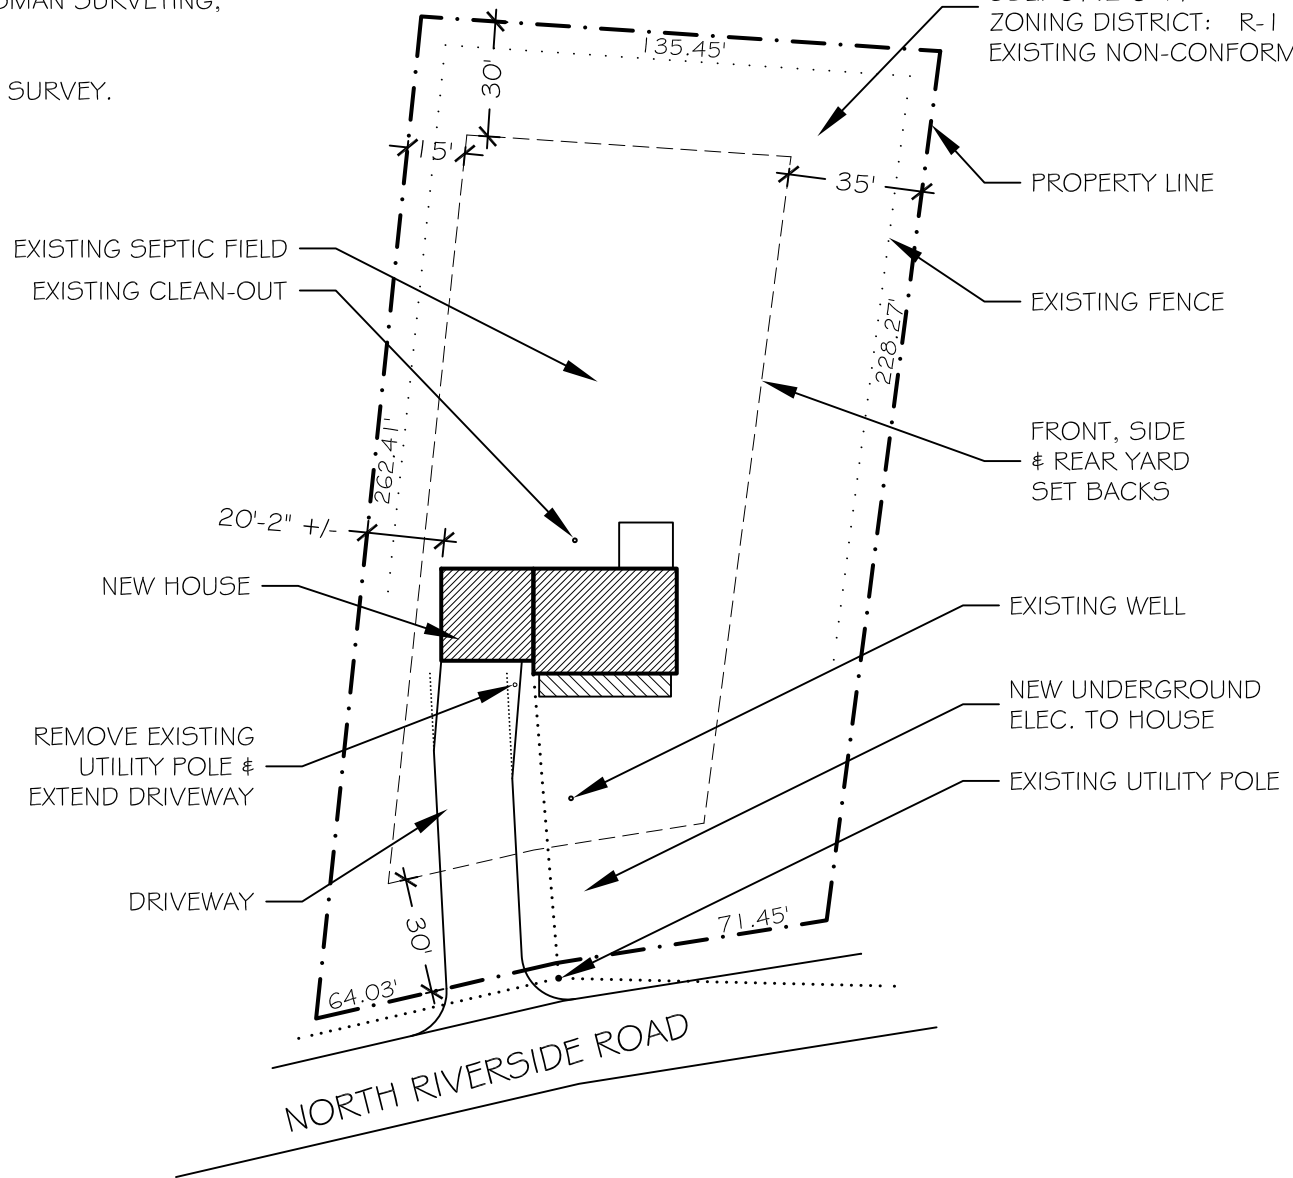 SURVEYING,
SURVEY.
ZONING DISTRICT: R-1
EXISTING
135.45'
30'
15'
35'
PROPERTY LINE
EXISTING SEPTIC FIELD
EXISTING CLEAN-OUT
EXISTING FENCE
228.27'
262.41'
FRONT, SIDE
& REAR YARD
SET BACKS
20'-2" +/-
NEW HOUSE
EXISTING WELL
NEW UNDERGROUND
ELEC. TO HOUSE
REMOVE EXISTING
UTILITY POLE &
EXTEND DRIVEWAY
EXISTING UTILITY POLE
DRIVEWAY
30'
71.45'
64.03'
NORTH RIVERSIDE ROAD